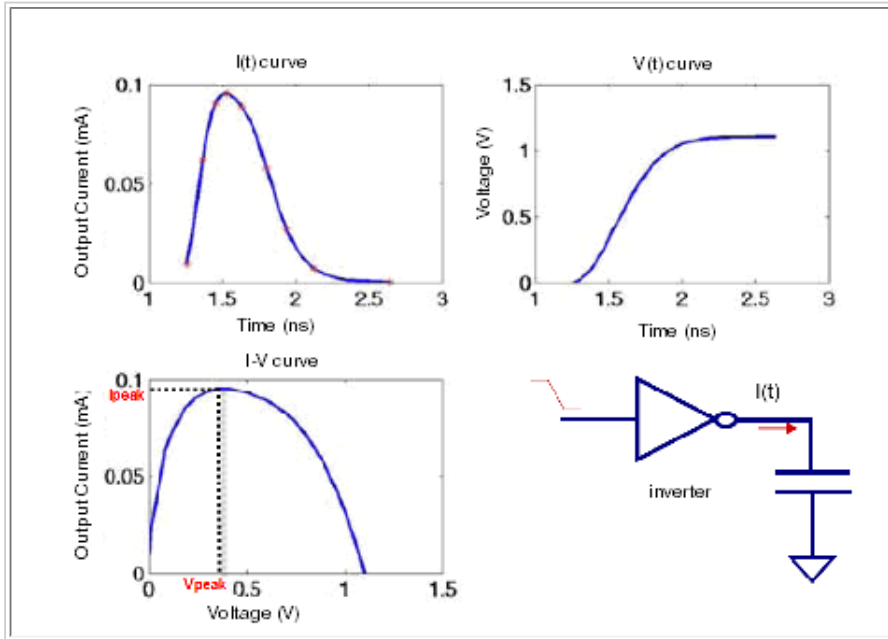 I(t) curve
V(t) curve
Output Current (mA)
0.1
0.05
0
1
1.5
2
2.5
3
Time (ns)
Voltage (V)
1.5
1
0.5
0
1
1.5
2
2.5
3
Time (ns)
I-V curve
Output Current (mA)
0.1
Ipeak
0.05
0
0
0.5
1
1.5
Vpeak
Voltage (V)
I(t)
inverter